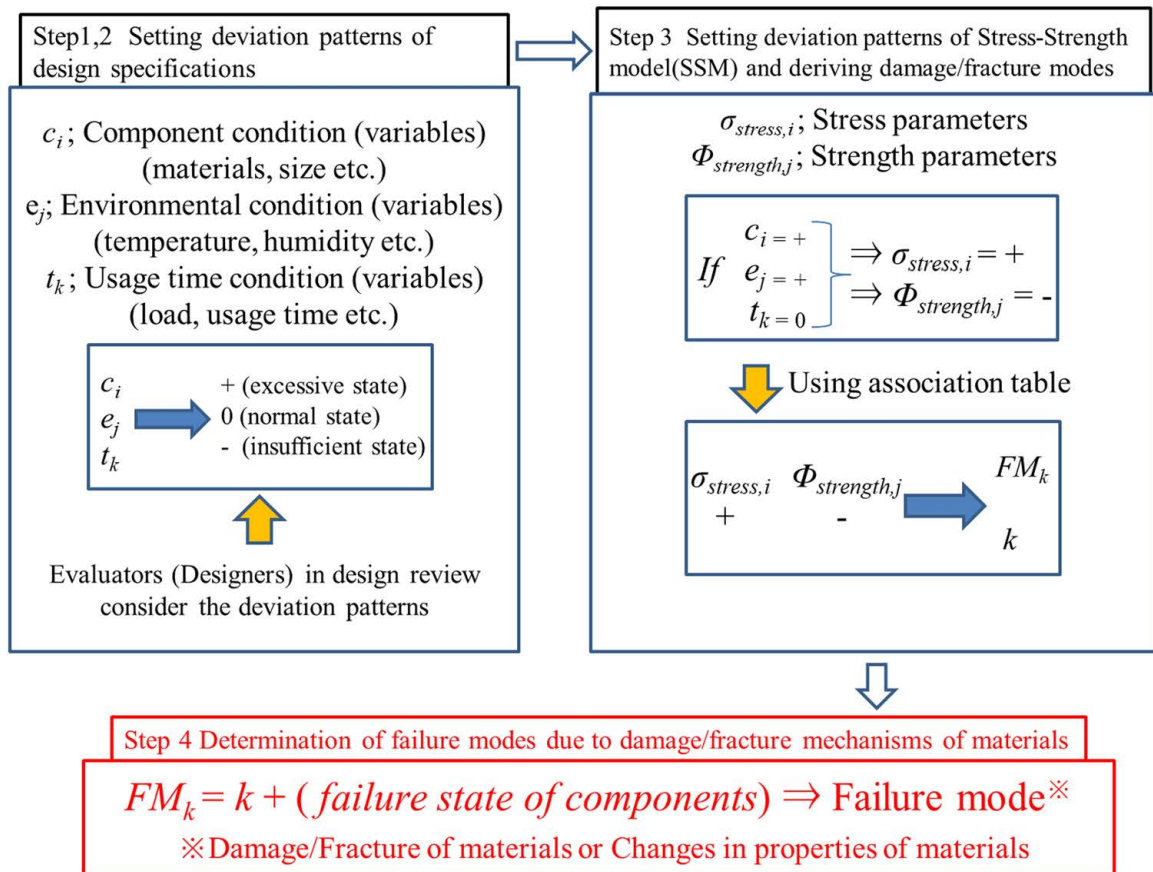 Step1,2 Setting deviation patterns of
design specifications
c_i; Component condition (variables)
(materials, size etc.)
e_j; Environmental condition (variables)
(temperature, humidity etc.)
t_k; Usage time condition (variables)
(load, usage time etc.)
c_i
e_j
t_k
+ (excessive state)
0 (normal state)
- (insufficient state)
Evaluators (Designers) in design review
consider the deviation patterns
Step 3 Setting deviation patterns of Stress-Strength
model(SSM) and deriving damage/fracture modes
σ_stress,i; Stress parameters
Φ_strength,j; Strength parameters
If
c_i = +
e_j = +
t_k = 0
⇒ σ_stress,i = +
⇒ Φ_strength,j = -
Using association table
σ_stress,i Φ_strength,j
+ -
FM_k
k
Step 4 Determination of failure modes due to damage/fracture mechanisms of materials
FM_k = k + ( failure state of components) ⇒ Failure mode※
※Damage/Fracture of materials or Changes in properties of materials